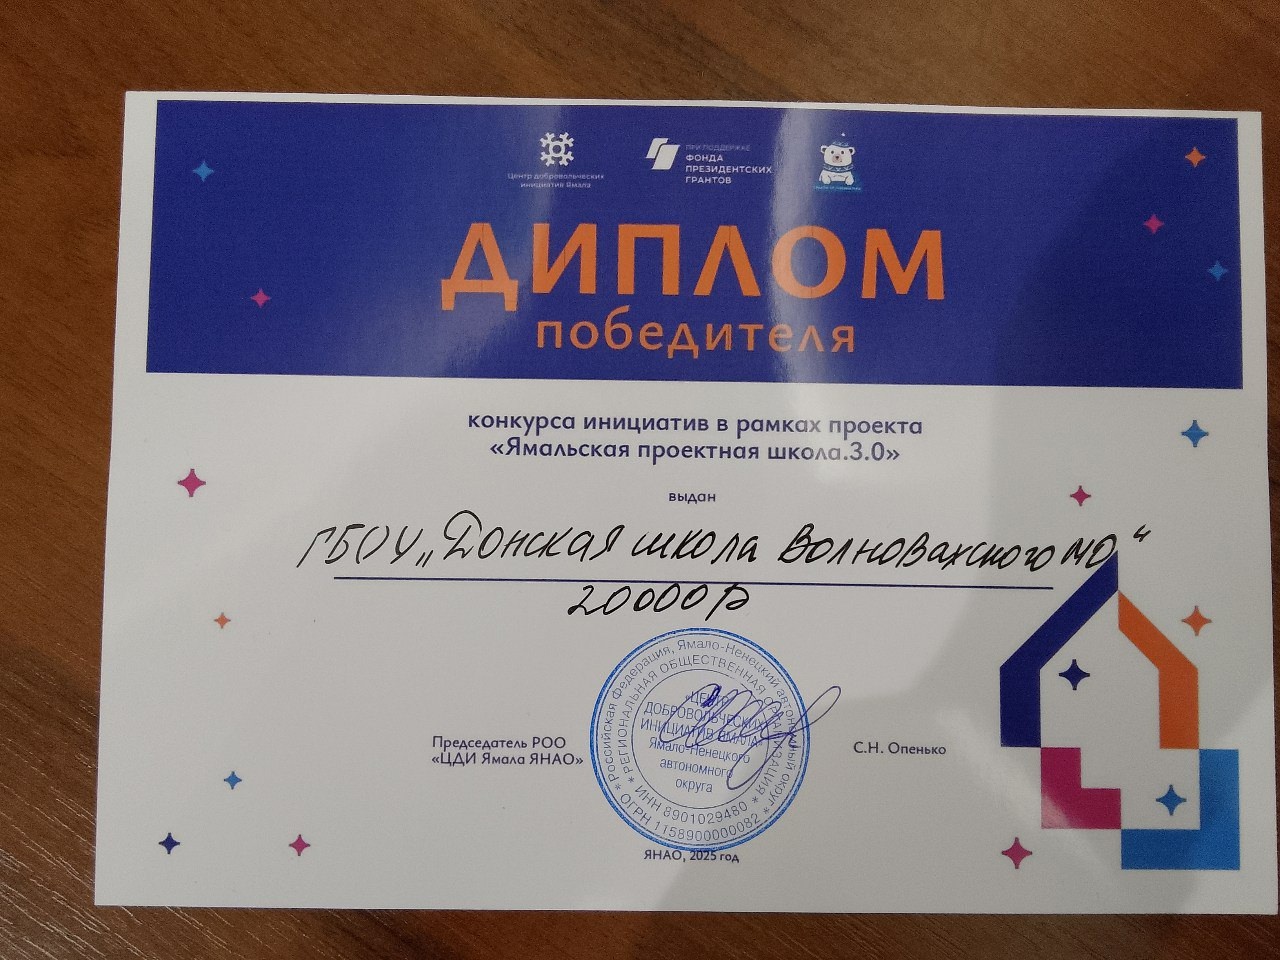 Центр добровольческих
инициатив Ямала
ПРИ ПОДДЕРЖКЕ
ФОНДА
ПРЕЗИДЕНТСКИХ
ГРАНТОВ
ДИПЛОМ
победителя
конкурса инициатив в рамках проекта
«Ямальская проектная школа.3.0»
выдан
ГБОУ „Донская школа Волновахского МО"
20000р
Председатель РОО
«ЦДИ Ямала ЯНАО»
* Российская Федерация, Ямало-Ненецкий автономный округ *
ОГРН 1158900000082
* РЕГИОНАЛЬНАЯ ОБЩЕСТВЕННАЯ ОРГАНИЗАЦИЯ *
ИНН 8901029480
«ЦЕНТР
ДОБРОВОЛЬЧЕСКИХ
ИНИЦИАТИВ ЯМАЛА»
Ямало-Ненецкого
автономного
округа
С.Н. Опенько
ЯНАО, 2025 год